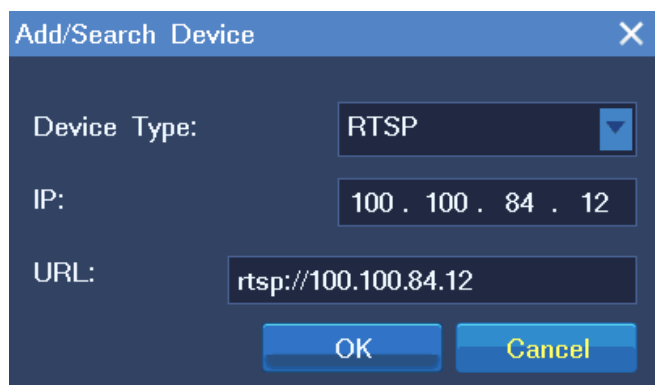 Add/Search Device
Device Type: RTSP
IP: 100 . 100 . 84 . 12
URL: rtsp://100.100.84.12
OK Cancel